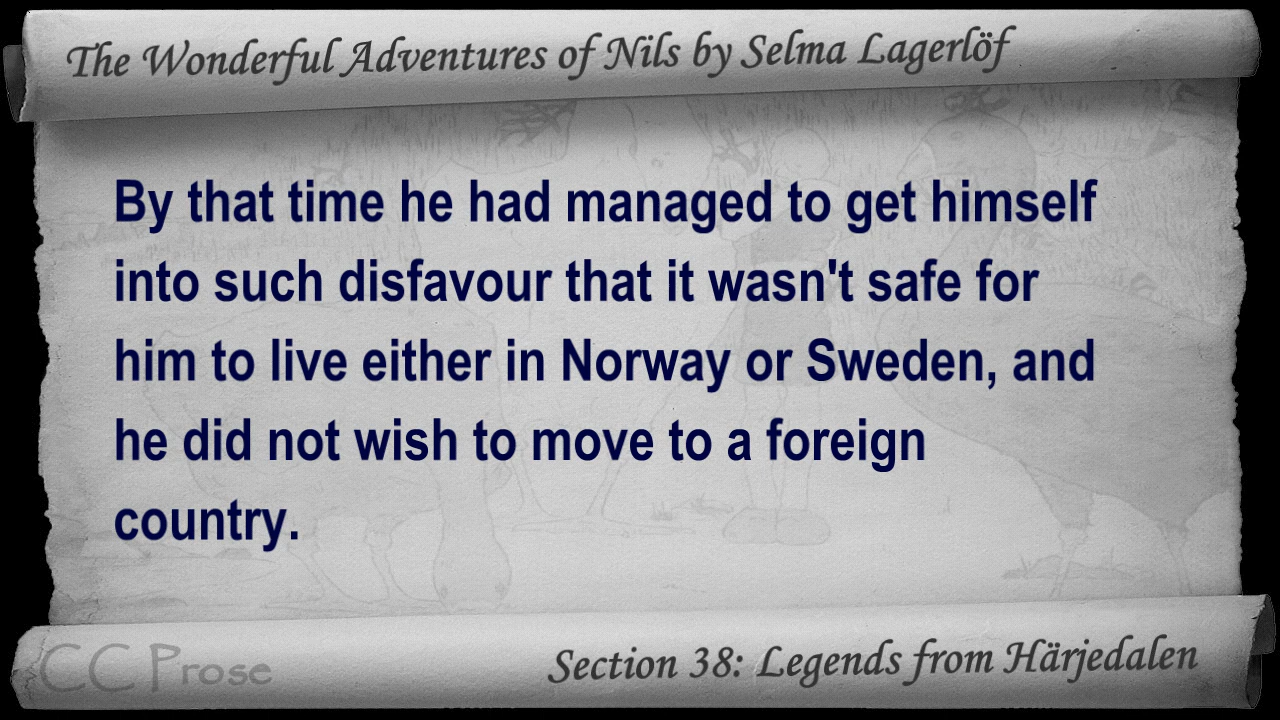 The Wonderful Adventures of Nils by Selma Lagerlöf
By that time he had managed to get himself
into such disfavour that it wasn't safe for
him to live either in Norway or Sweden, and
he did not wish to move to a foreign
country.
CC Prose
Section 38: Legends from Härjedalen